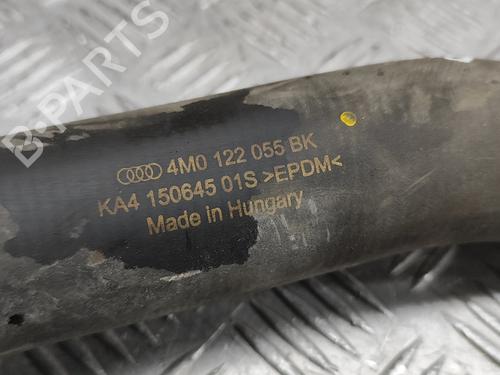 B-PARTS
4M0 122 055 BK
KA4 150645 01S >EPDM<
Made in Hungary